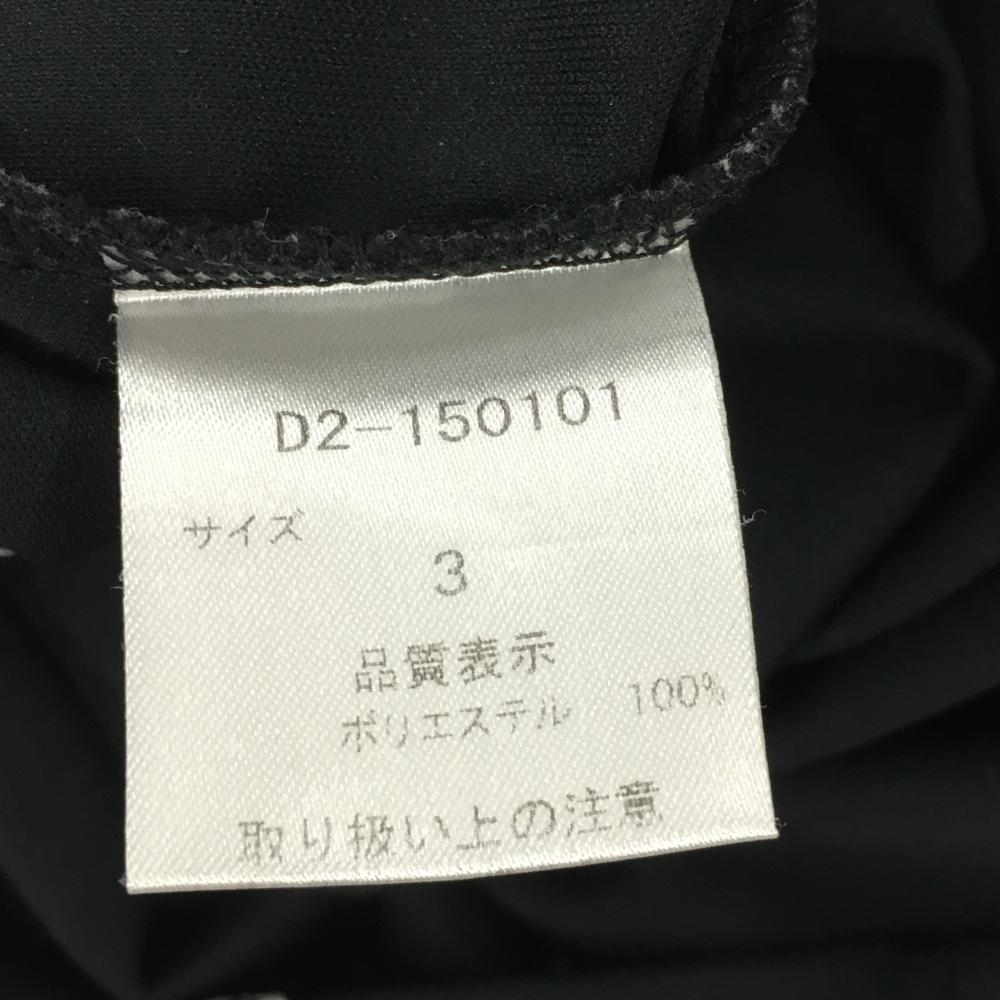 D2-150101
サイズ
3
品質表示
ポリエステル 100%
取り扱い上の注意